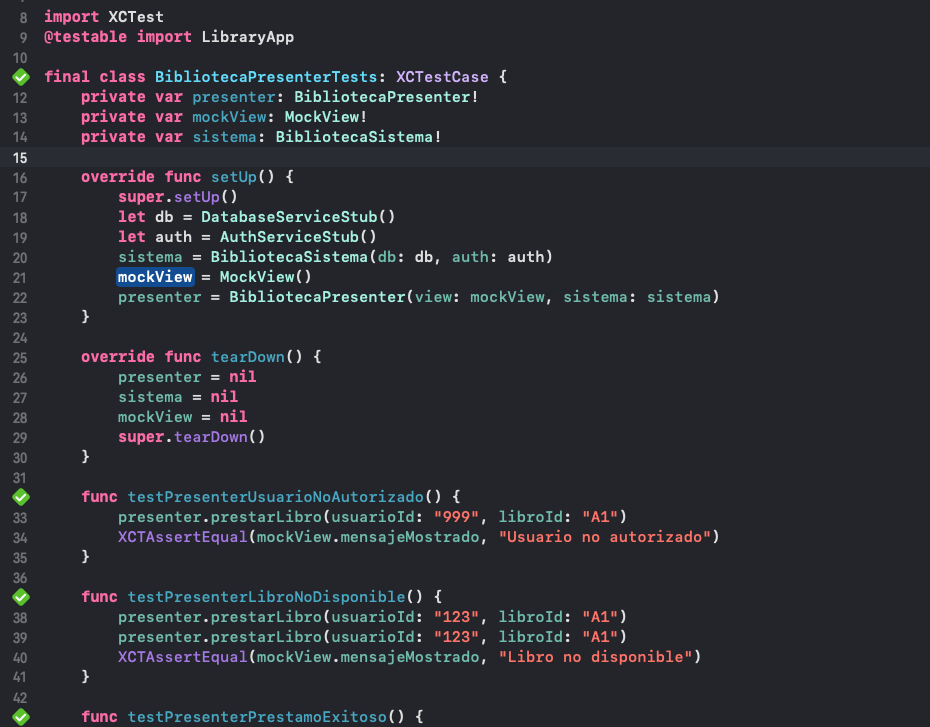 8 import XCTest
9 @testable import LibraryApp
10
final class BibliotecaPresenterTests: XCTestCase {
12     private var presenter: BibliotecaPresenter!
13     private var mockView: MockView!
14     private var sistema: BibliotecaSistema!
15
16     override func setUp() {
17         super.setUp()
18         let db = DatabaseServiceStub()
19         let auth = AuthServiceStub()
20         sistema = BibliotecaSistema(db: db, auth: auth)
21         mockView = MockView()
22         presenter = BibliotecaPresenter(view: mockView, sistema: sistema)
23     }
24
25     override func tearDown() {
26         presenter = nil
27         sistema = nil
28         mockView = nil
29         super.tearDown()
30     }
31
    func testPresenterUsuarioNoAutorizado() {
33         presenter.prestarLibro(usuarioId: "999", libroId: "A1")
34         XCTAssertEqual(mockView.mensajeMostrado, "Usuario no autorizado")
35     }
36
    func testPresenterLibroNoDisponible() {
38         presenter.prestarLibro(usuarioId: "123", libroId: "A1")
39         presenter.prestarLibro(usuarioId: "123", libroId: "A1")
40         XCTAssertEqual(mockView.mensajeMostrado, "Libro no disponible")
41     }
42
    func testPresenterPrestamoExitoso() {